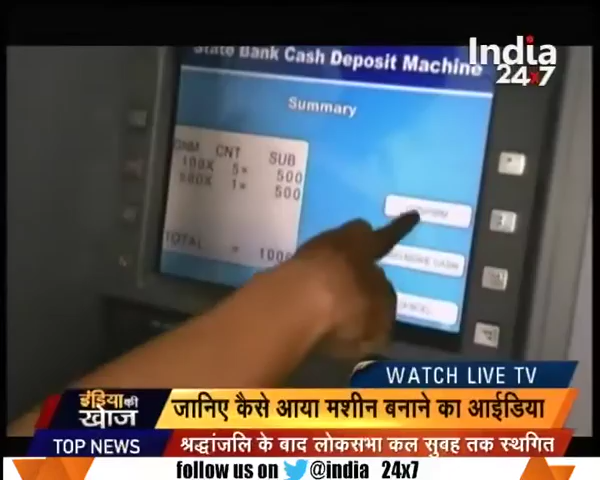 India
24x7
State Bank Cash Deposit Machine
Summary
CNT SUB
100X 5= 500
500X 1= 500
TOTAL = 100
WATCH LIVE TV
इंडिया की
खोज
जानिए कैसे आया मशीन बनाने का आईडिया
TOP NEWS
श्रद्धांजलि के बाद लोकसभा कल सुबह तक स्थगित
follow us on @india 24x7